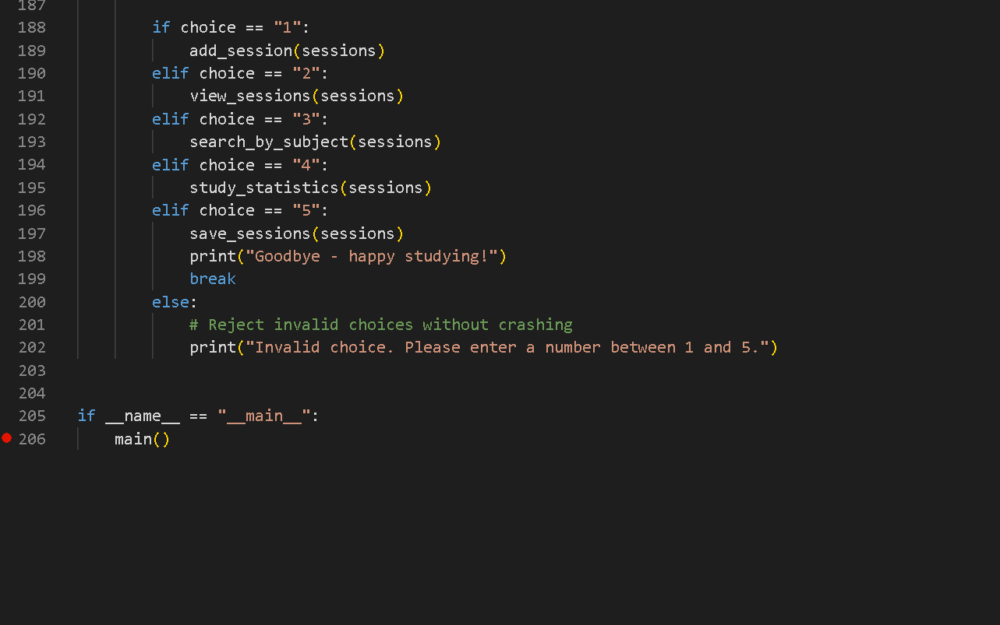 187
188 if choice == "1":
189 add_session(sessions)
190 elif choice == "2":
191 view_sessions(sessions)
192 elif choice == "3":
193 search_by_subject(sessions)
194 elif choice == "4":
195 study_statistics(sessions)
196 elif choice == "5":
197 save_sessions(sessions)
198 print("Goodbye - happy studying!")
199 break
200 else:
201 # Reject invalid choices without crashing
202 print("Invalid choice. Please enter a number between 1 and 5.")
203
204
205 if __name__ == "__main__":
206 main()